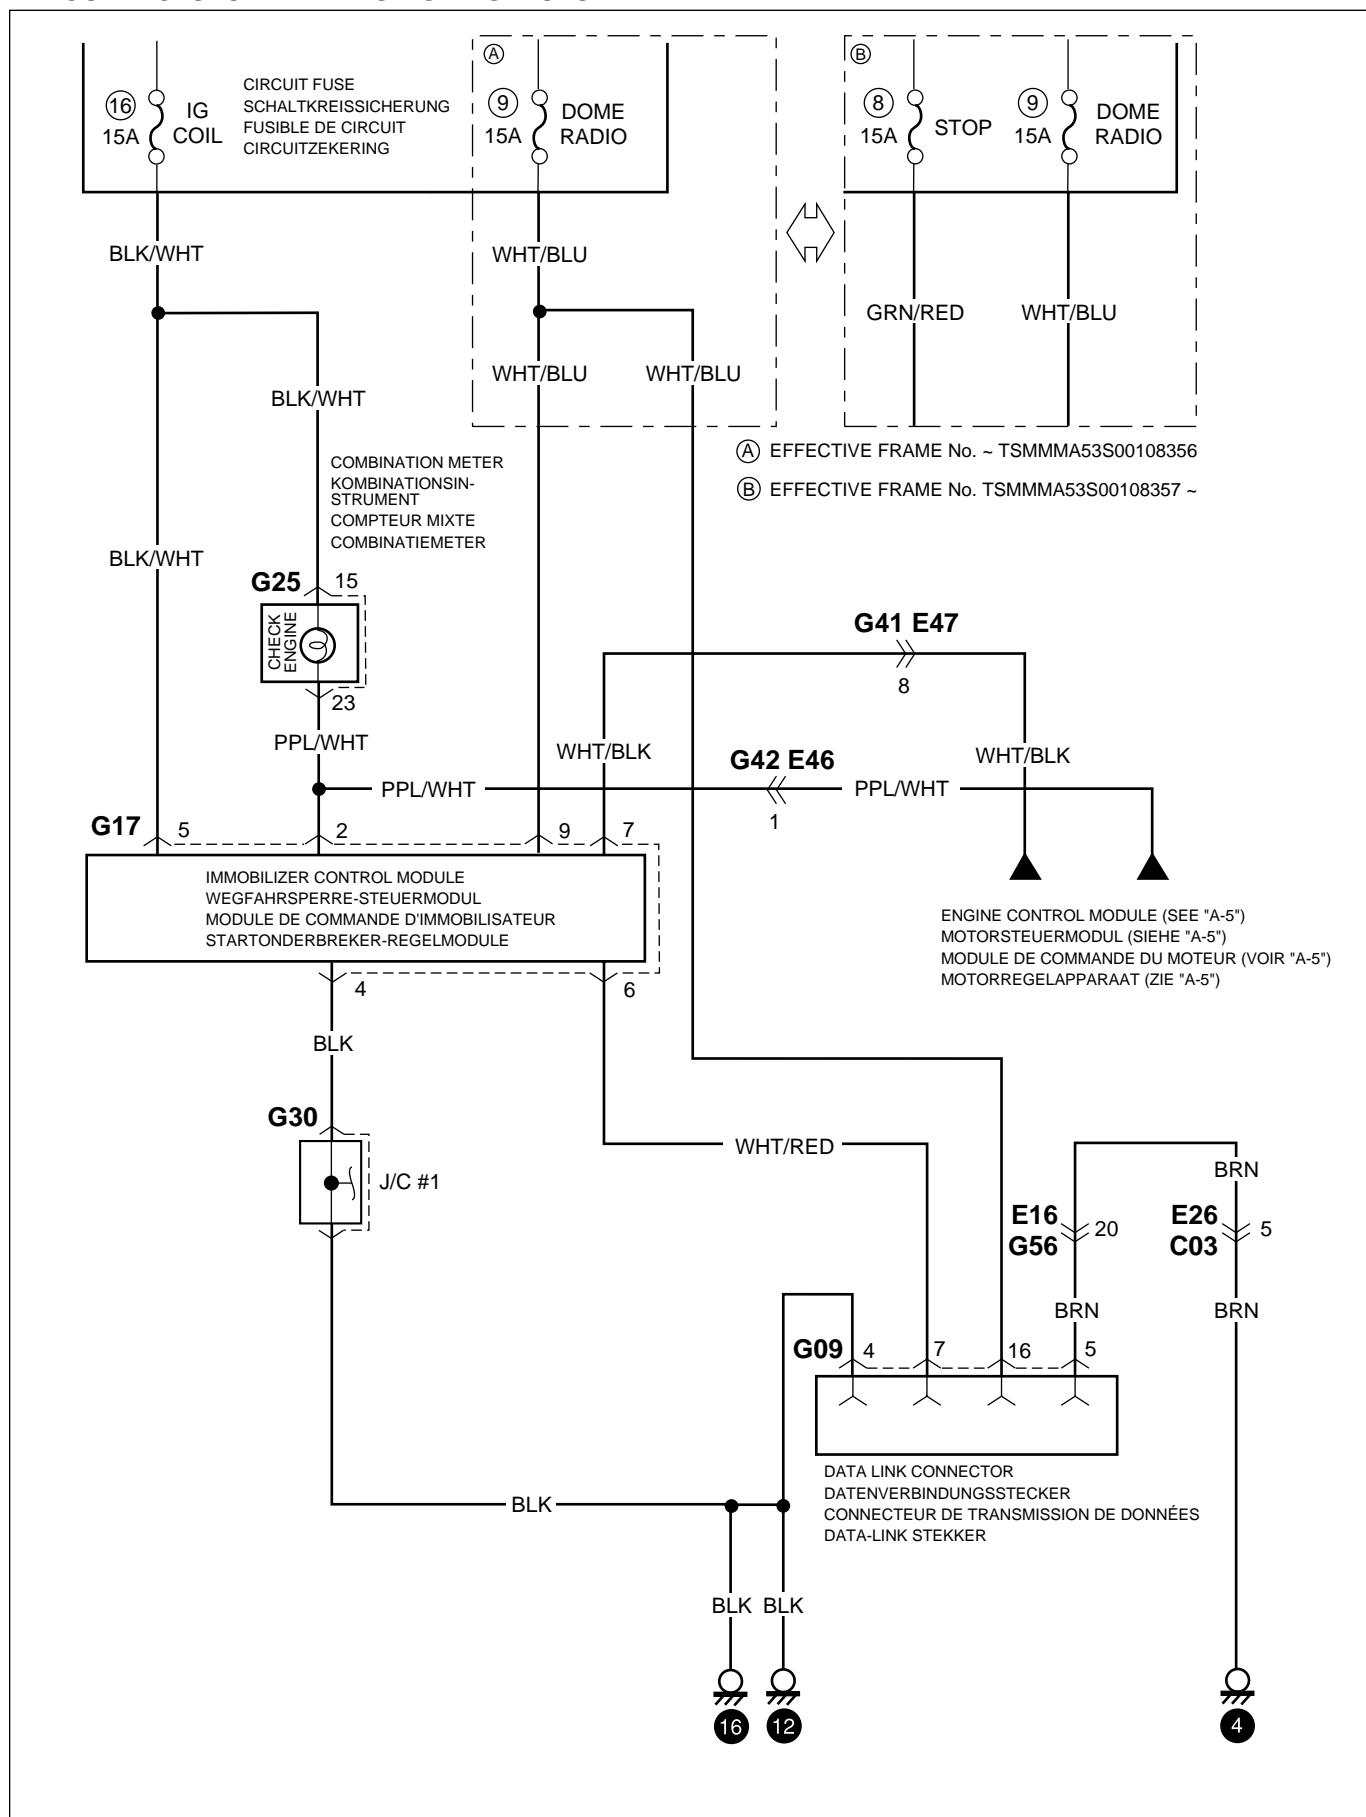 A
B
16
15A
IG
COIL
CIRCUIT FUSE
SCHALTKREISSICHERUNG
FUSIBLE DE CIRCUIT
CIRCUITZEKERING
9
15A
DOME
RADIO
8
15A
STOP
9
15A
DOME
RADIO
BLK/WHT
WHT/BLU
GRN/RED
WHT/BLU
WHT/BLU
WHT/BLU
BLK/WHT
A EFFECTIVE FRAME No. ~ TSMMMA53S00108356
B EFFECTIVE FRAME No. TSMMMA53S00108357 ~
COMBINATION METER
KOMBINATIONSIN-
STRUMENT
COMPTEUR MIXTE
COMBINATIEMETER
BLK/WHT
G25
15
CHECK
ENGINE
23
G41 E47
8
PPL/WHT
WHT/BLK
G42 E46
WHT/BLK
PPL/WHT
PPL/WHT
1
G17
5
2
9
7
IMMOBILIZER CONTROL MODULE
WEGFAHRSPERRE-STEUERMODUL
MODULE DE COMMANDE D'IMMOBILISATEUR
STARTONDERBREKER-REGELMODULE
ENGINE CONTROL MODULE (SEE "A-5")
MOTORSTEUERMODUL (SIEHE "A-5")
MODULE DE COMMANDE DU MOTEUR (VOIR "A-5")
MOTORREGELAPPARAAT (ZIE "A-5")
4
6
BLK
G30
J/C #1
WHT/RED
BRN
E16
G56
20
E26
C03
5
BRN
BRN
G09
4
7
16
5
DATA LINK CONNECTOR
DATENVERBINDUNGSSTECKER
CONNECTEUR DE TRANSMISSION DE DONNÉES
DATA-LINK STEKKER
BLK
BLK
BLK
16
12
4